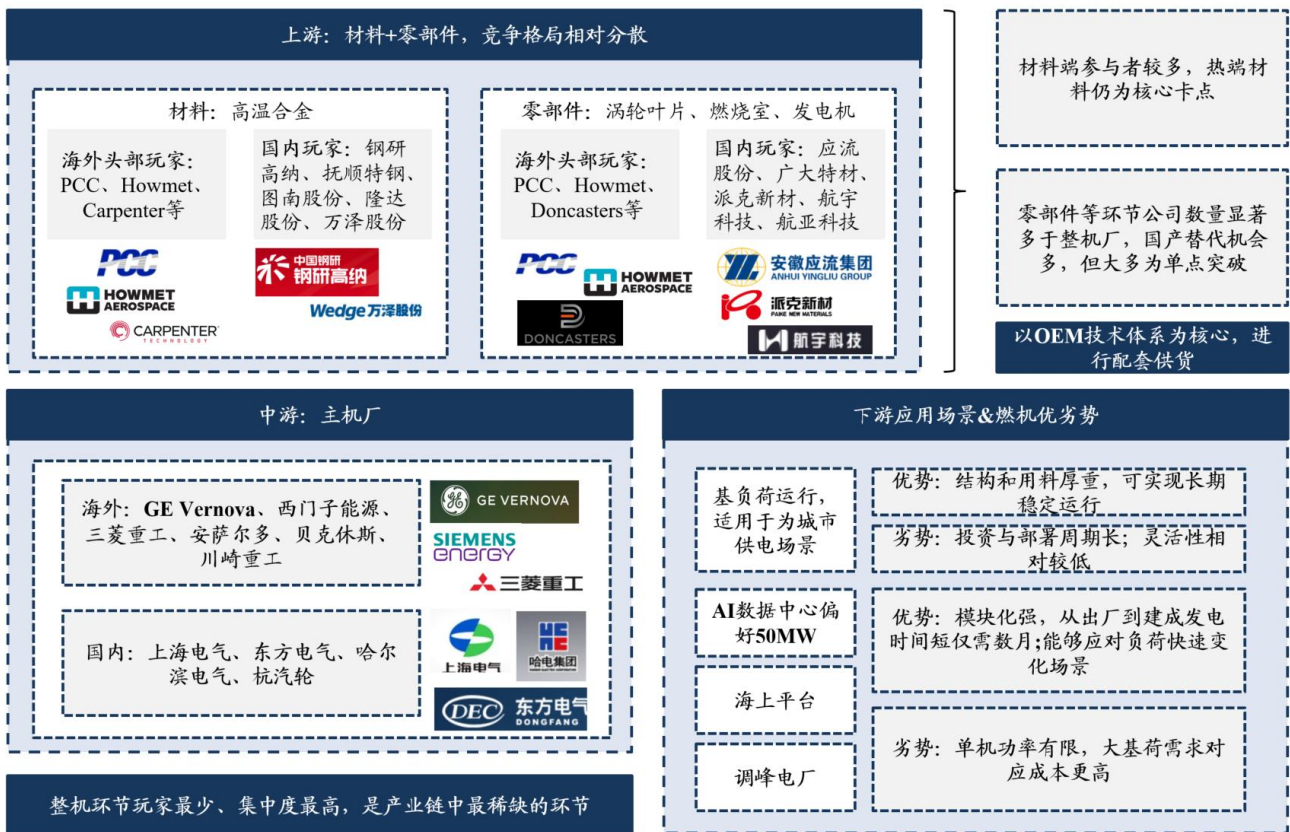 上游：材料+零部件，竞争格局相对分散
材料：高温合金
海外头部玩家：
PCC、Howmet、
Carpenter等
国内玩家：钢研
高纳、抚顺特钢、
图南股份、隆达
股份、万泽股份
PCC
HOWMET
AEROSPACE
CARPENTER
TECHNOLOGY
中国钢研
钢研高纳
Wedge万泽股份
零部件：涡轮叶片、燃烧室、发电机
海外头部玩家：
PCC、Howmet、
Doncasters等
国内玩家：应流
股份、广大特材、
派克新材、航宇
科技、航亚科技
PCC
HOWMET
AEROSPACE
DONCASTERS
安徽应流集团
ANHUI YINGLIU GROUP
派克新材
PAIKE NEW MATERIALS
航宇科技
材料端参与者较多，热端材
料仍为核心卡点
零部件等环节公司数量显著
多于整机厂，国产替代机会
多，但大多为单点突破
以OEM技术体系为核心，进
行配套供货
中游：主机厂
海外：GE Vernova、西门子能源、
三菱重工、安萨尔多、贝克休斯、
川崎重工
GE VERNOVA
SIEMENS
energy
三菱重工
国内：上海电气、东方电气、哈尔
滨电气、杭汽轮
上海电气
哈电集团
DEC 东方电气
DONGFANG
整机环节玩家最少、集中度最高，是产业链中最稀缺的环节
下游应用场景&燃机优劣势
基负荷运行，
适用于为城市
供电场景
优势：结构和用料厚重，可实现长期
稳定运行
劣势：投资与部署周期长；灵活性相
对较低
AI数据中心偏
好50MW
海上平台
调峰电厂
优势：模块化强，从出厂到建成发电
时间短仅需数月;能够应对负荷快速变
化场景
劣势：单机功率有限，大基荷需求对
应成本更高